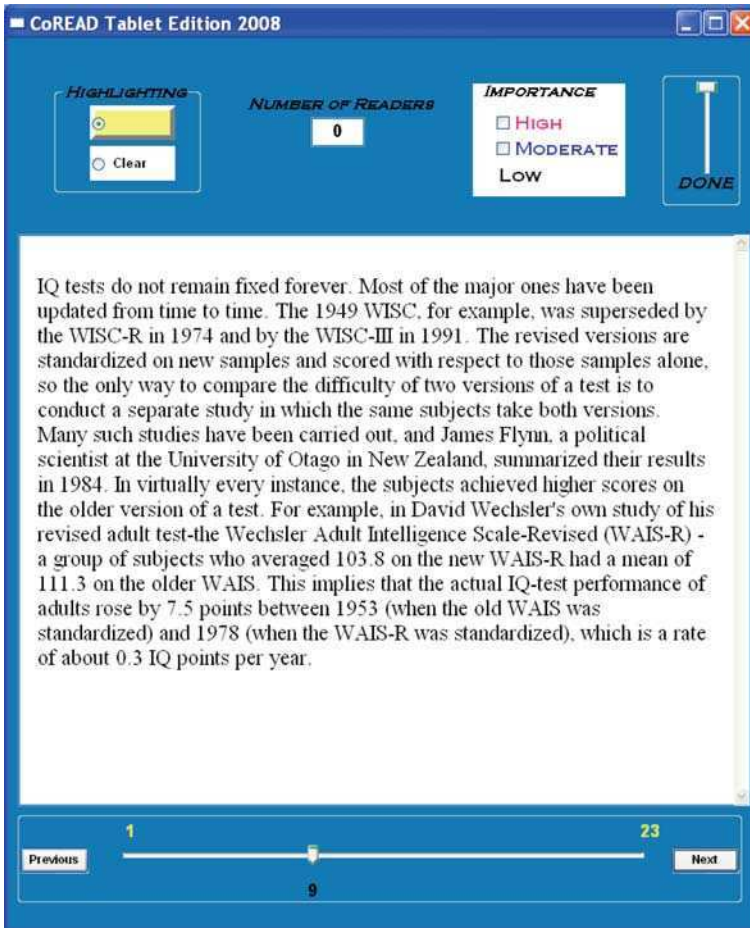 CoREAD Tablet Edition 2008
HIGHLIGHTING
Clear
NUMBER OF READERS
0
IMPORTANCE
HIGH
MODERATE
LOW
DONE
IQ tests do not remain fixed forever. Most of the major ones have been
updated from time to time. The 1949 WISC, for example, was superseded by
the WISC-R in 1974 and by the WISC-III in 1991. The revised versions are
standardized on new samples and scored with respect to those samples alone,
so the only way to compare the difficulty of two versions of a test is to
conduct a separate study in which the same subjects take both versions.
Many such studies have been carried out, and James Flynn, a political
scientist at the University of Otago in New Zealand, summarized their results
in 1984. In virtually every instance, the subjects achieved higher scores on
the older version of a test. For example, in David Wechsler's own study of his
revised adult test-the Wechsler Adult Intelligence Scale-Revised (WAIS-R) -
a group of subjects who averaged 103.8 on the new WAIS-R had a mean of
111.3 on the older WAIS. This implies that the actual IQ-test performance of
adults rose by 7.5 points between 1953 (when the old WAIS was
standardized) and 1978 (when the WAIS-R was standardized), which is a rate
of about 0.3 IQ points per year.
1
23
Previous
Next
9